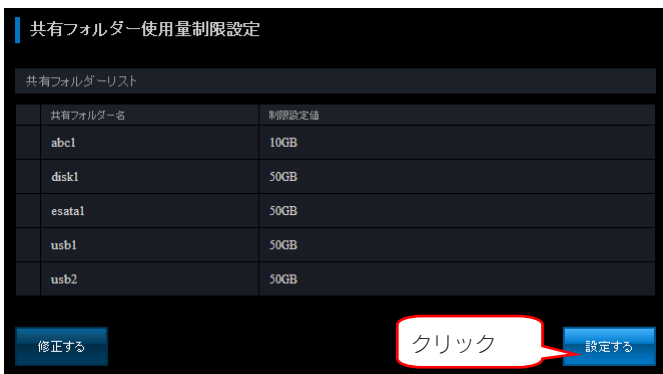 共有フォルダー使用量制限設定
共有フォルダーリスト
共有フォルダー名 制限設定値
abc1 10GB
disk1 50GB
esata1 50GB
usb1 50GB
usb2 50GB
修正する クリック 設定する